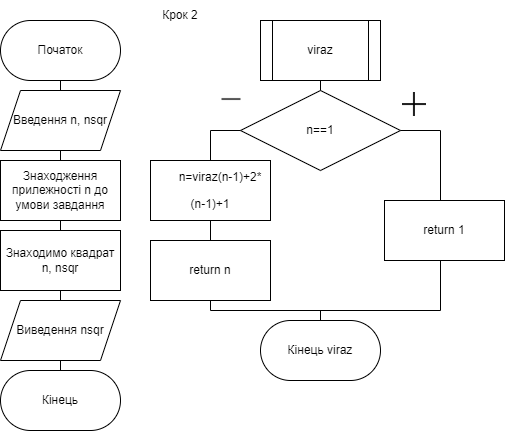 Крок 2
Початок
Введення n, nsqr
Знаходження
прилежності n до
умови завдання
Знаходимо квадрат
n, nsqr
Виведення nsqr
Кінець
viraz
n==1
n=viraz(n-1)+2*
(n-1)+1
return n
return 1
Кінець viraz